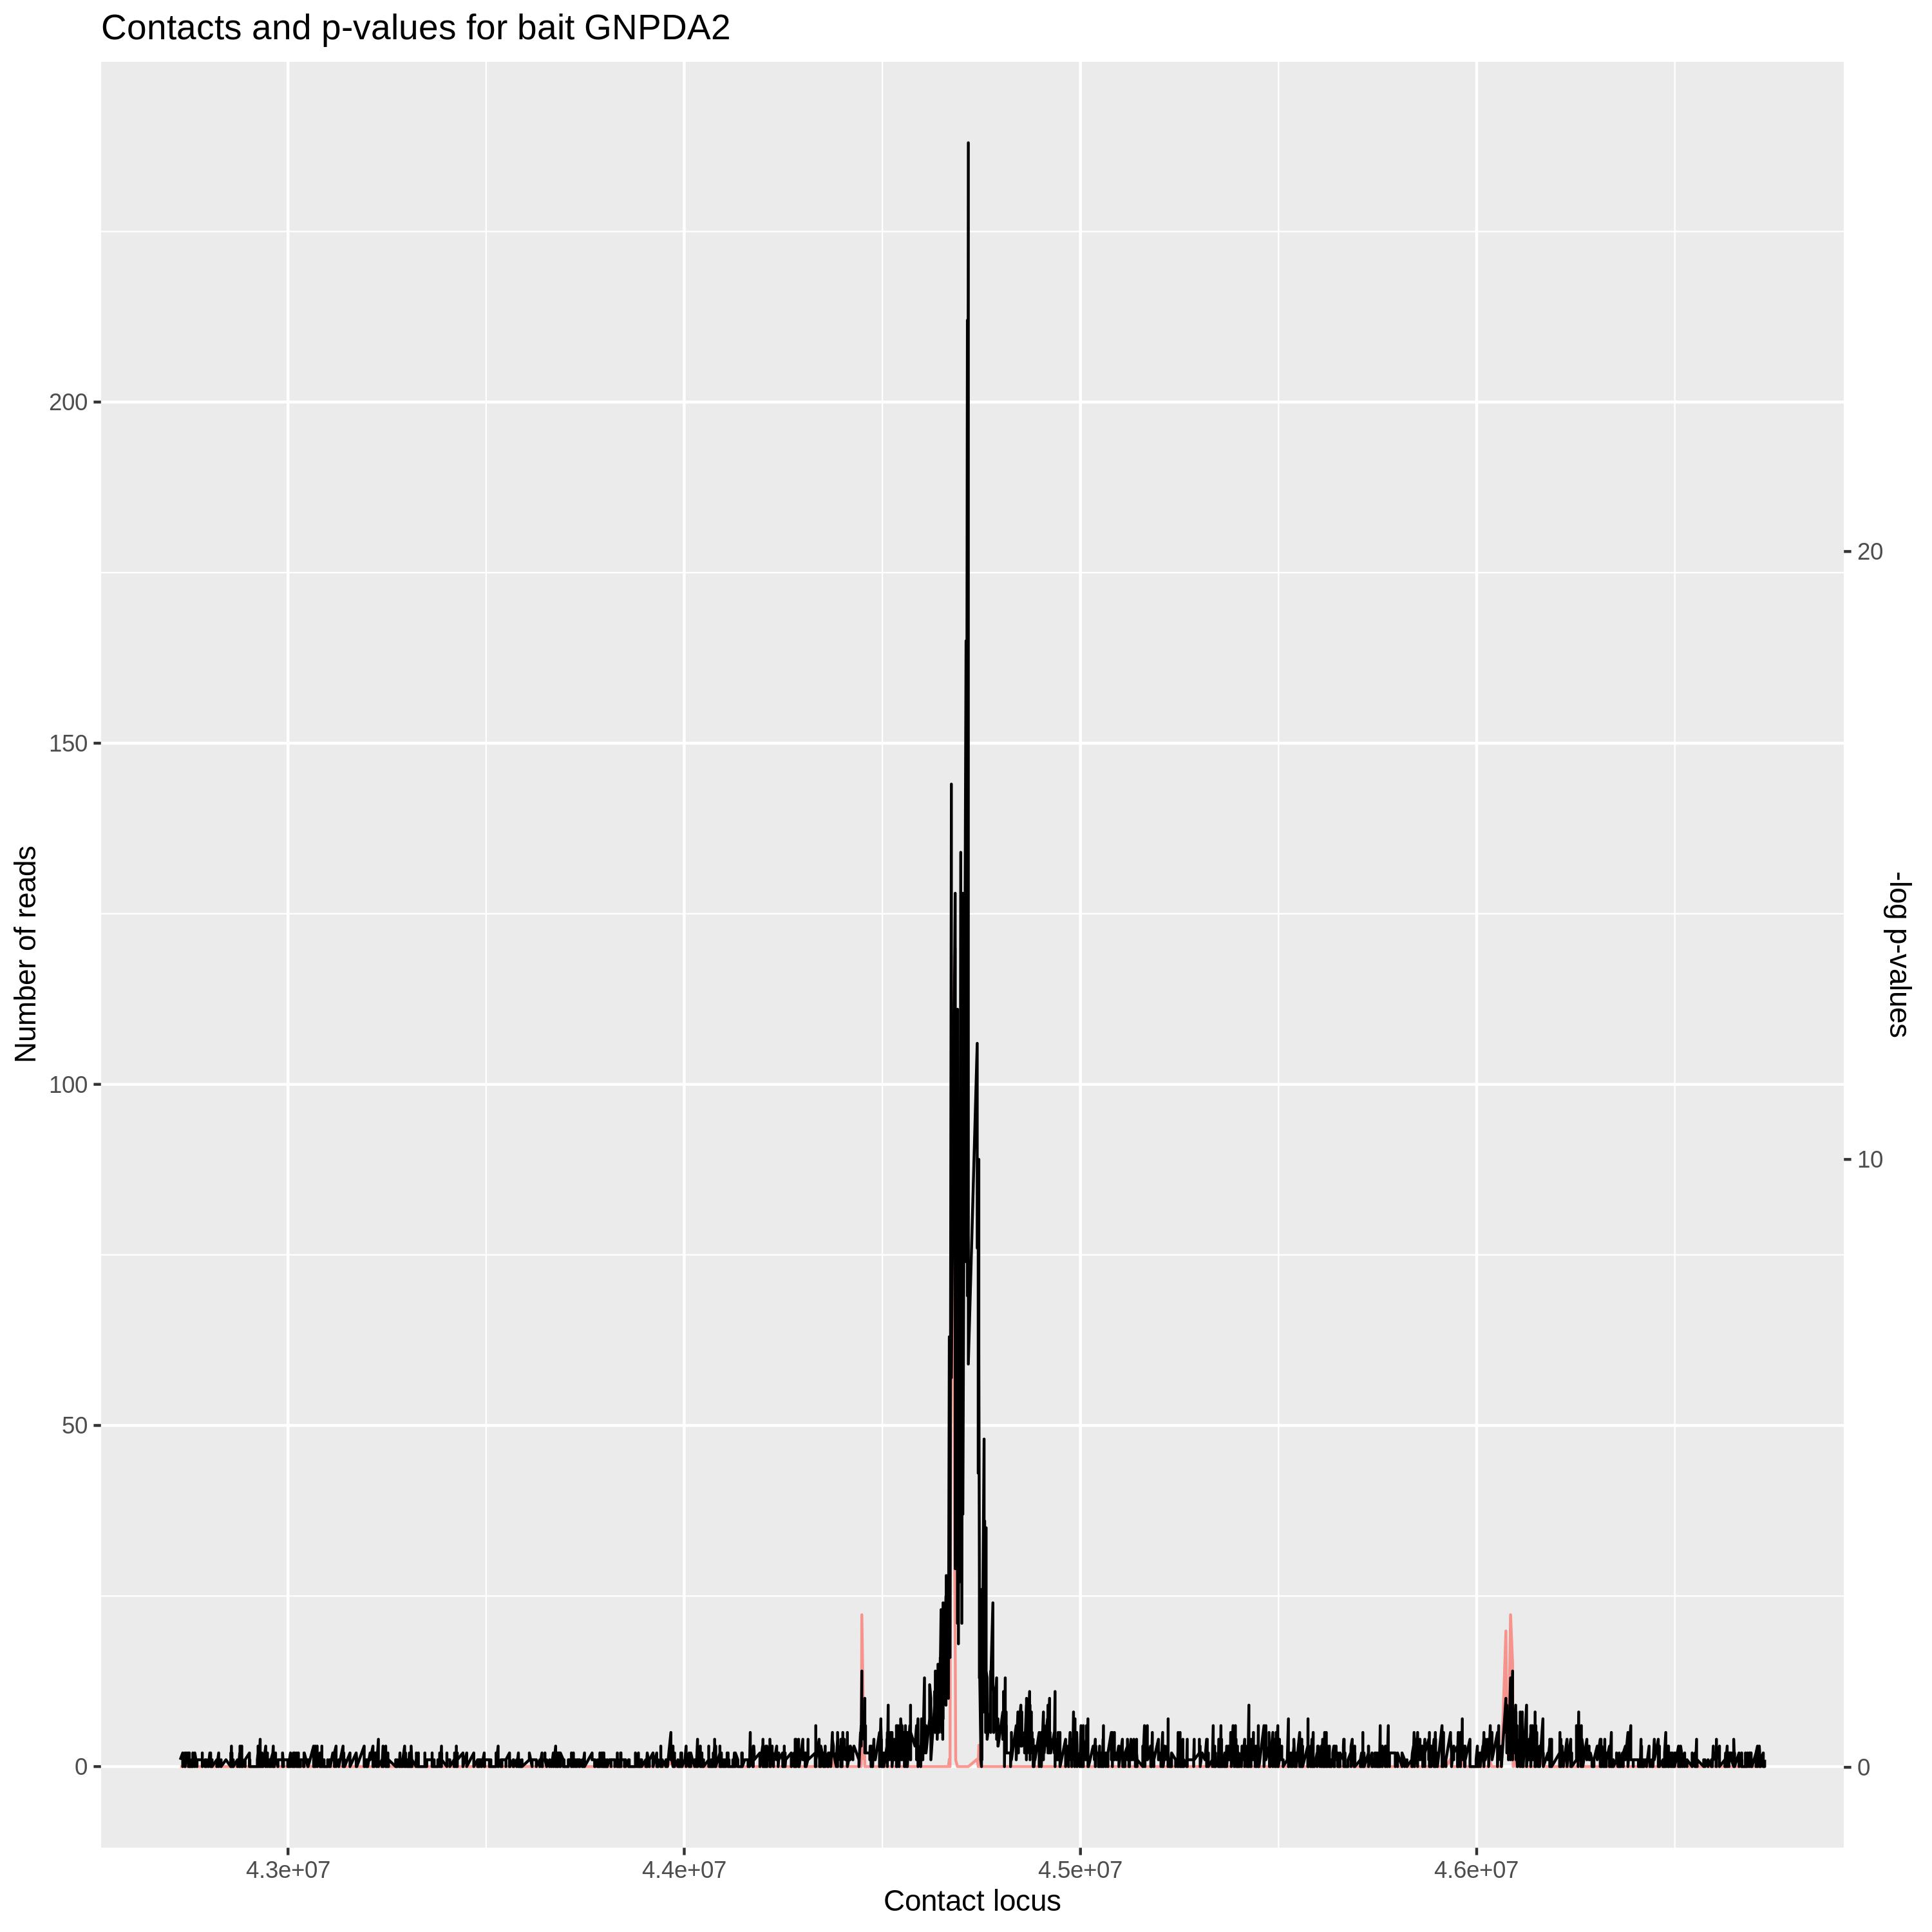 Contacts and p-values for bait GNPDA2
200
150
100
50
0
Number of reads
20
10
0
-log p-values
4.3e+07
4.4e+07
4.5e+07
4.6e+07
Contact locus